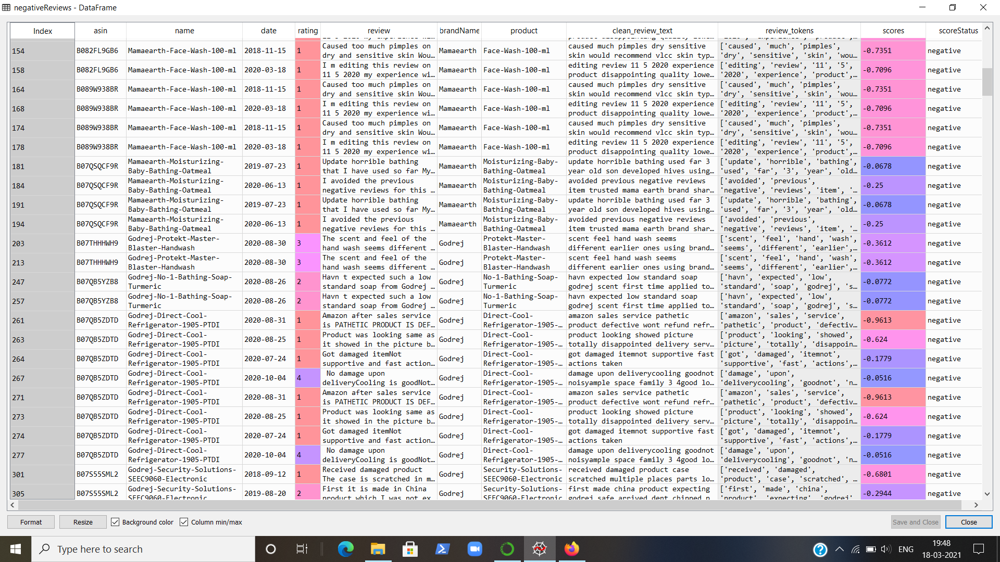 negativeReviews - DataFrame
Index asin name date rating review brandName product clean_review_text review_tokens scores scoreStatus
154 B082FL9GB6 Mamaearth-Face-Wash-100-ml 2018-11-15 1 Caused too much pimples on dry and sensitive skin Wou… Mamaearth Face-Wash-100-ml caused much pimples dry sensitive skin would recommend vlcc skin typ… ['caused', 'much', 'pimples', 'dry', 'sensitive', 'skin', 'wou… -0.7351 negative
158 B082FL9GB6 Mamaearth-Face-Wash-100-ml 2020-03-18 1 I m editing this review on 11 5 2020 my experience wi… Mamaearth Face-Wash-100-ml editing review 11 5 2020 experience product disappointing quality lowe… ['editing', 'review', '11', '5', '2020', 'experience', 'product',… -0.7096 negative
164 B089W938BR Mamaearth-Face-Wash-100-ml 2018-11-15 1 Caused too much pimples on dry and sensitive skin Wou… Mamaearth Face-Wash-100-ml caused much pimples dry sensitive skin would recommend vlcc skin typ… ['caused', 'much', 'pimples', 'dry', 'sensitive', 'skin', 'wou… -0.7351 negative
168 B089W938BR Mamaearth-Face-Wash-100-ml 2020-03-18 1 I m editing this review on 11 5 2020 my experience wi… Mamaearth Face-Wash-100-ml editing review 11 5 2020 experience product disappointing quality lowe… ['editing', 'review', '11', '5', '2020', 'experience', 'product',… -0.7096 negative
174 B089W938BR Mamaearth-Face-Wash-100-ml 2018-11-15 1 Caused too much pimples on dry and sensitive skin Wou… Mamaearth Face-Wash-100-ml caused much pimples dry sensitive skin would recommend vlcc skin typ… ['caused', 'much', 'pimples', 'dry', 'sensitive', 'skin', 'wou… -0.7351 negative
178 B089W938BR Mamaearth-Face-Wash-100-ml 2020-03-18 1 I m editing this review on 11 5 2020 my experience wi… Mamaearth Face-Wash-100-ml editing review 11 5 2020 experience product disappointing quality lowe… ['editing', 'review', '11', '5', '2020', 'experience', 'product',… -0.7096 negative
181 B07QSQCF9R Mamaearth-Moisturizing-Baby-Bathing-Oatmeal 2019-07-23 1 Update horrible bathing that I have used so far My… Mamaearth Moisturizing-Baby-Bathing-Oatmeal update horrible bathing used far 3 year old son developed hives using… ['update', 'horrible', 'bathing', 'used', 'far', '3', 'year', 'old… -0.0678 negative
184 B07QSQCF9R Mamaearth-Moisturizing-Baby-Bathing-Oatmeal 2020-06-13 1 I avoided the previous negative reviews for this … Mamaearth Moisturizing-Baby-Bathing-Oatmeal avoided previous negative reviews item trusted mama earth brand shar… ['avoided', 'previous', 'negative', 'reviews', 'item', '… -0.25 negative
191 B07QSQCF9R Mamaearth-Moisturizing-Baby-Bathing-Oatmeal 2019-07-23 1 Update horrible bathing that I have used so far My… Mamaearth Moisturizing-Baby-Bathing-Oatmeal update horrible bathing used far 3 year old son developed hives using… ['update', 'horrible', 'bathing', 'used', 'far', '3', 'year', 'old… -0.0678 negative
194 B07QSQCF9R Mamaearth-Moisturizing-Baby-Bathing-Oatmeal 2020-06-13 1 I avoided the previous negative reviews for this … Mamaearth Moisturizing-Baby-Bathing-Oatmeal avoided previous negative reviews item trusted mama earth brand shar… ['avoided', 'previous', 'negative', 'reviews', 'item', '… -0.25 negative
203 B07THHHWH9 Godrej-Protekt-Master-Blaster-Handwash 2020-08-30 3 The scent and feel of the hand wash seems different … Godrej Protekt-Master-Blaster-Handwash scent feel hand wash seems different earlier ones using brand… ['scent', 'feel', 'hand', 'wash', 'seems', 'different', 'earlier',… -0.3612 negative
213 B07THHHWH9 Godrej-Protekt-Master-Blaster-Handwash 2020-08-30 3 The scent and feel of the hand wash seems different … Godrej Protekt-Master-Blaster-Handwash scent feel hand wash seems different earlier ones using brand… ['scent', 'feel', 'hand', 'wash', 'seems', 'different', 'earlier',… -0.3612 negative
247 B07QB5YZB8 Godrej-No-1-Bathing-Soap-Turmeric 2020-08-26 2 Havn t expected such a low standard soap from Godrej … Godrej No-1-Bathing-Soap-Turmeric havn expected low standard soap godrej scent first time applied to… ['havn', 'expected', 'low', 'standard', 'soap', 'godrej', 's… -0.0772 negative
257 B07QB5YZB8 Godrej-No-1-Bathing-Soap-Turmeric 2020-08-26 2 Havn t expected such a low standard soap from Godrej … Godrej No-1-Bathing-Soap-Turmeric havn expected low standard soap godrej scent first time applied to… ['havn', 'expected', 'low', 'standard', 'soap', 'godrej', 's… -0.0772 negative
261 B07QB5ZDTD Godrej-Direct-Cool-Refrigerator-1905-PTDI 2020-08-31 1 Amazon after sales service is PATHETIC PRODUCT IS DEF… Godrej Direct-Cool-Refrigerator-1905-… amazon sales service pathetic product defective wont refund refr… ['amazon', 'sales', 'service', 'pathetic', 'product', 'defectiv… -0.9613 negative
263 B07QB5ZDTD Godrej-Direct-Cool-Refrigerator-1905-PTDI 2020-08-25 1 Product was looking same as it showed in the picture b… Godrej Direct-Cool-Refrigerator-1905-… product looking showed picture totally disappointed delivery serv… ['product', 'looking', 'showed', 'picture', 'totally', 'disappoin… -0.624 negative
264 B07QB5ZDTD Godrej-Direct-Cool-Refrigerator-1905-PTDI 2020-07-24 1 Got damaged itemNot supportive and fast action… Godrej Direct-Cool-Refrigerator-1905-… got damaged itemnot supportive fast actions taken ['got', 'damaged', 'itemnot', 'supportive', 'fast', 'actions',… -0.1779 negative
267 B07QB5ZDTD Godrej-Direct-Cool-Refrigerator-1905-PTDI 2020-10-04 4 No damage upon deliveryCooling is goodNot… Godrej Direct-Cool-Refrigerator-1905-… damage upon deliverycooling goodnot noisyample space family 3 4good lo… ['damage', 'upon', 'deliverycooling', 'goodnot', 'n… -0.0516 negative
271 B07QB5ZDTD Godrej-Direct-Cool-Refrigerator-1905-PTDI 2020-08-31 1 Amazon after sales service is PATHETIC PRODUCT IS DEF… Godrej Direct-Cool-Refrigerator-1905-… amazon sales service pathetic product defective wont refund refr… ['amazon', 'sales', 'service', 'pathetic', 'product', 'defectiv… -0.9613 negative
273 B07QB5ZDTD Godrej-Direct-Cool-Refrigerator-1905-PTDI 2020-08-25 1 Product was looking same as it showed in the picture b… Godrej Direct-Cool-Refrigerator-1905-… product looking showed picture totally disappointed delivery serv… ['product', 'looking', 'showed', 'picture', 'totally', 'disappoin… -0.624 negative
274 B07QB5ZDTD Godrej-Direct-Cool-Refrigerator-1905-PTDI 2020-07-24 1 Got damaged itemNot supportive and fast action… Godrej Direct-Cool-Refrigerator-1905-… got damaged itemnot supportive fast actions taken ['got', 'damaged', 'itemnot', 'supportive', 'fast', 'actions',… -0.1779 negative
277 B07QB5ZDTD Godrej-Direct-Cool-Refrigerator-1905-PTDI 2020-10-04 4 No damage upon deliveryCooling is goodNot… Godrej Direct-Cool-Refrigerator-1905-… damage upon deliverycooling goodnot noisyample space family 3 4good lo… ['damage', 'upon', 'deliverycooling', 'goodnot', 'n… -0.0516 negative
301 B07S55SML2 Godrej-Security-Solutions-SEEC9060-Electronic 2018-09-12 1 Received damaged product The case is scratched in m… Godrej Security-Solutions-SEEC9060-Electronic received damaged product case scratched multiple places parts lo… ['received', 'damaged', 'product', 'case', 'scratched', … -0.6801 negative
305 B07S55SML2 Godrej-Security-Solutions-SEEC9060-Electronic 2019-08-20 2 First it is made in China product which I was not ex… Godrej Security-Solutions-SEEC9060-Electronic first made china product expecting godrej safe arrived dent chipped n… ['first', 'made', 'china', 'product', 'expecting', 'godrej' -0.2944 negative
Format Resize Background color Column min/max Save and Close Close
Type here to search
ENG
19:48
18-03-2021